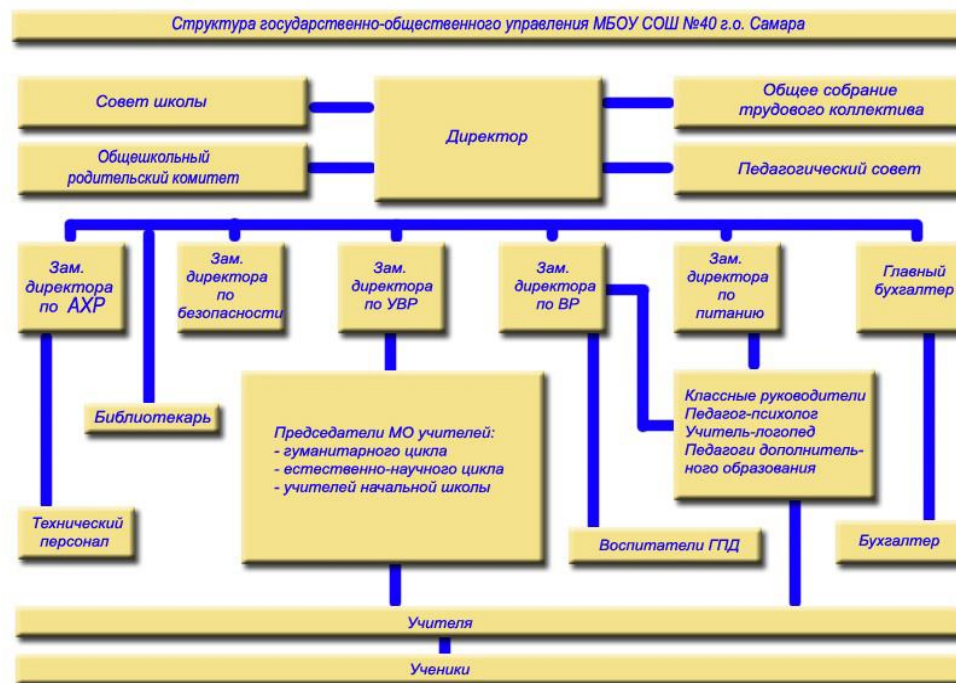 Структура государственно-общественного управления МБОУ СОШ №40 г.о. Самара
Совет школы
Директор
Общее собрание
трудового коллектива
Общешкольный
родительский комитет
Педагогический совет
Зам.
директора
по АХР
Зам.
директора
по
безопасности
Зам.
директора
по УВР
Зам.
директора
по ВР
Зам.
директора
по
питанию
Главный
бухгалтер
Библиотекарь
Председатели МО учителей:
- гуманитарного цикла
- естественно-научного цикла
- учителей начальной школы
Классные руководители
Педагог-психолог
Учитель-логопед
Педагоги дополнитель-
ного образования
Технический
персонал
Воспитатели ГПД
Бухгалтер
Учителя
Ученики